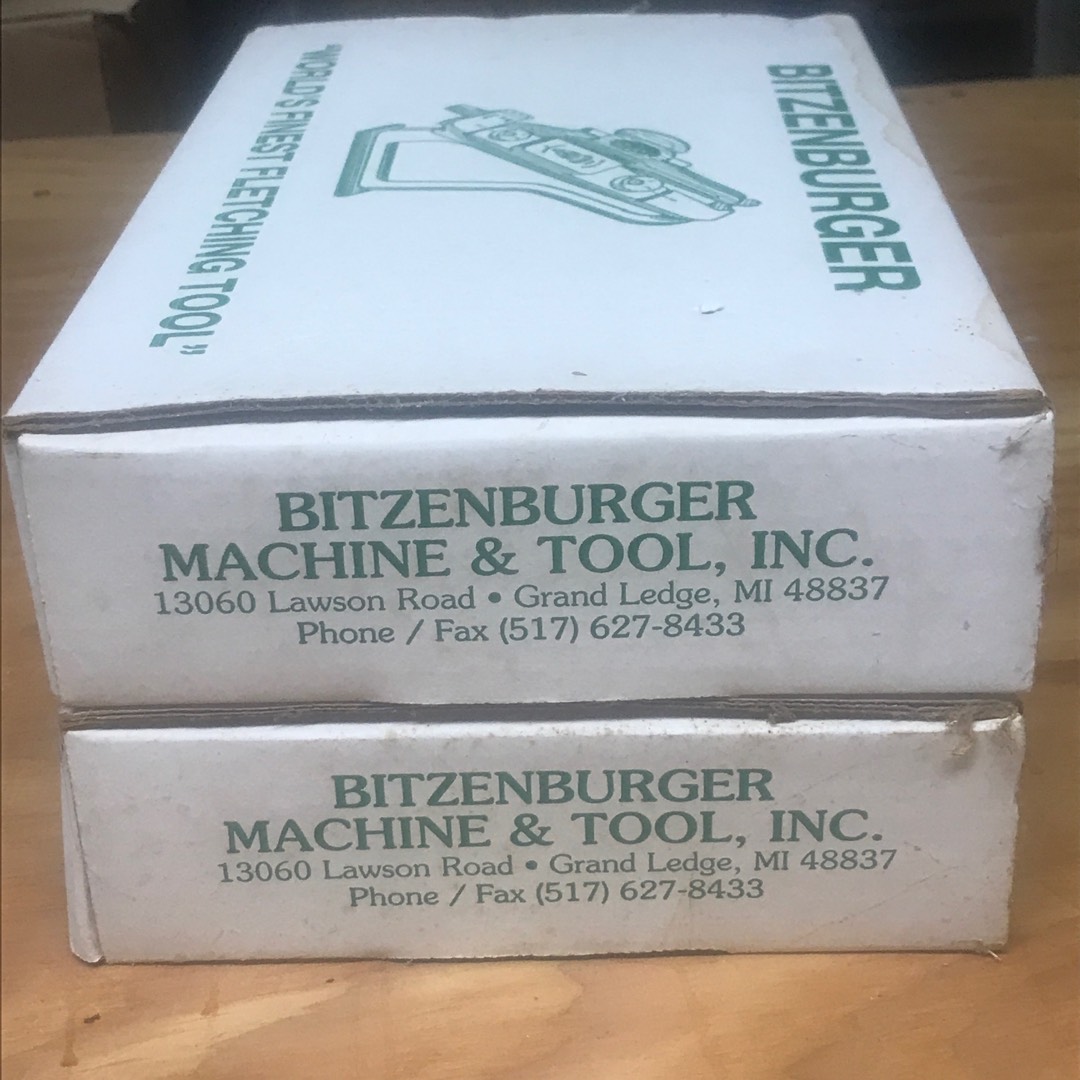 BITZENBURGER
"WORLD'S FINEST FLETCHING TOOL"
BITZENBURGER
MACHINE & TOOL, INC.
13060 Lawson Road • Grand Ledge, MI 48837
Phone / Fax (517) 627-8433
BITZENBURGER
MACHINE & TOOL, INC.
13060 Lawson Road • Grand Ledge, MI 48837
Phone / Fax (517) 627-8433